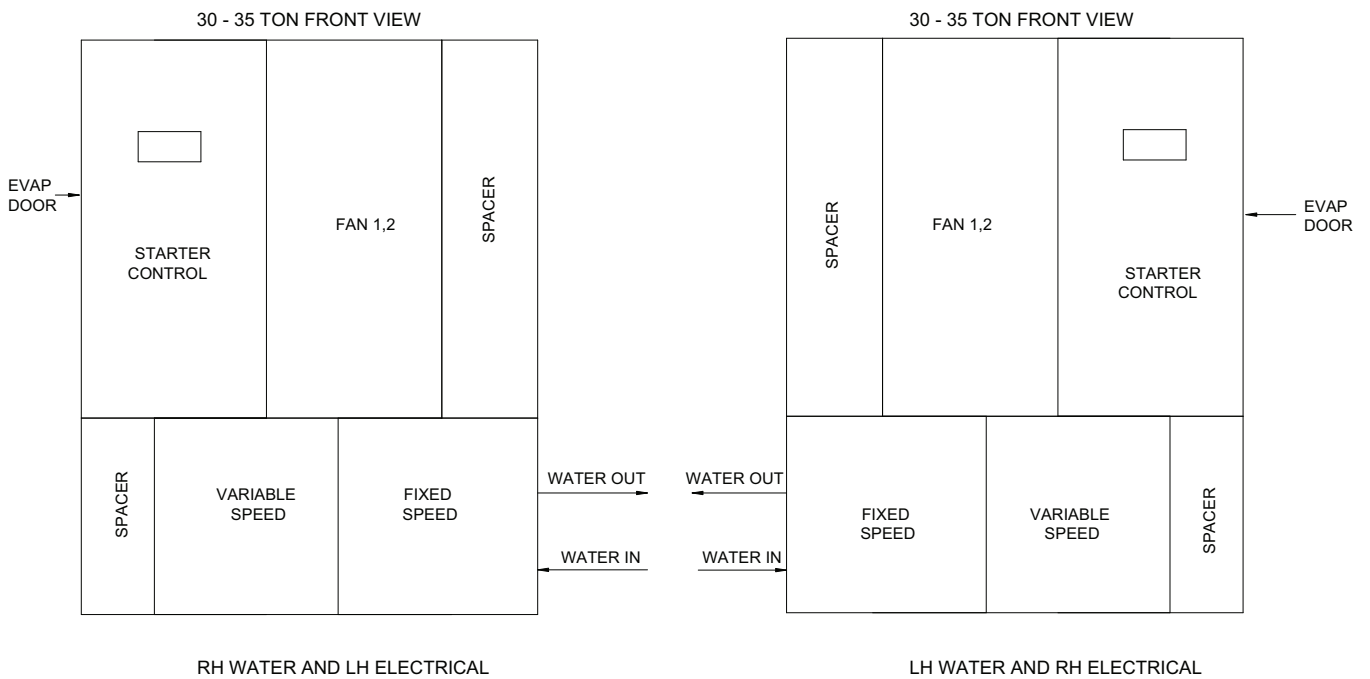 30 - 35 TON FRONT VIEW
EVAP
DOOR
STARTER
CONTROL
FAN 1,2
SPACER
SPACER
VARIABLE
SPEED
FIXED
SPEED
WATER OUT
WATER IN
RH WATER AND LH ELECTRICAL
30 - 35 TON FRONT VIEW
SPACER
FAN 1,2
STARTER
CONTROL
EVAP
DOOR
WATER OUT
WATER IN
FIXED
SPEED
VARIABLE
SPEED
SPACER
LH WATER AND RH ELECTRICAL